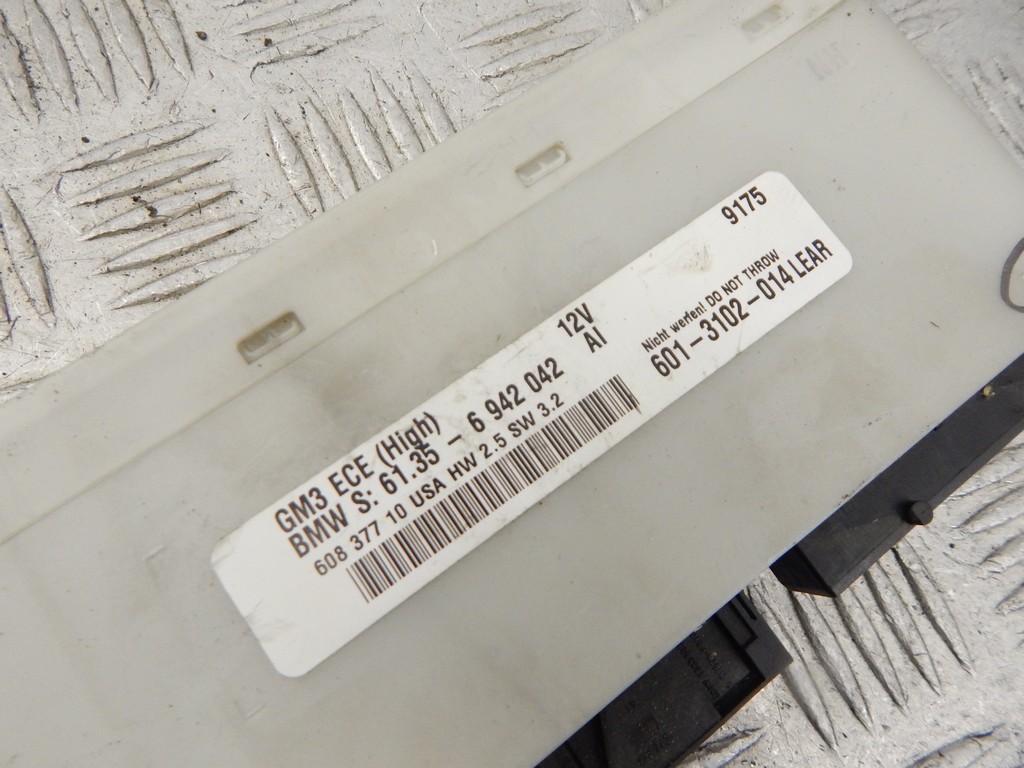 GM3 ECE (High) 12V 9175
BMW S: 61.35 - 6 942 042 AI
608 377 10 USA HW 2.5 SW 3.2
Nicht werfen! DO NOT THROW
601-3102-014 LEAR